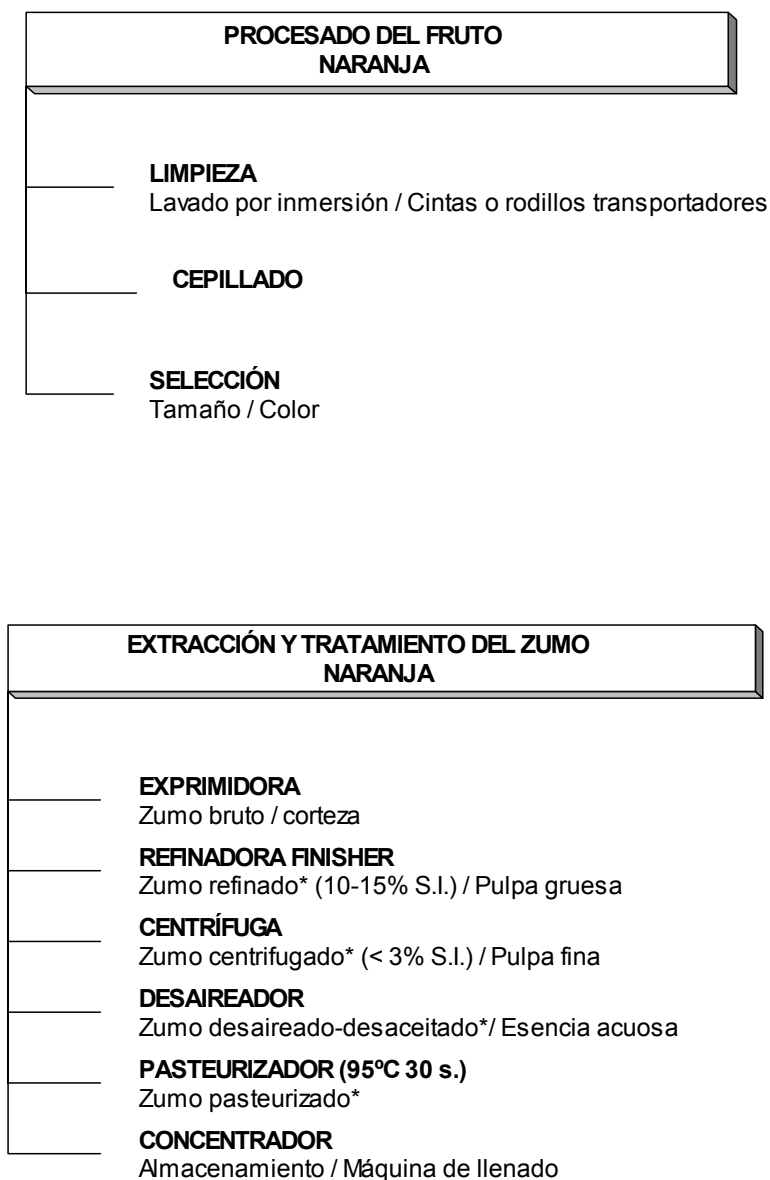 PROCESADO DEL FRUTO
NARANJA
LIMPIEZA
Lavado por inmersión / Cintas o rodillos transportadores
CEPILLADO
SELECCIÓN
Tamaño / Color
EXTRACCIÓN Y TRATAMIENTO DEL ZUMO
NARANJA
EXPRIMIDORA
Zumo bruto / corteza
REFINADORA FINISHER
Zumo refinado* (10-15% S.I.) / Pulpa gruesa
CENTRÍFUGA
Zumo centrifugado* (< 3% S.I.) / Pulpa fina
DESAIREADOR
Zumo desaireado-desaceitado*/ Esencia acuosa
PASTEURIZADOR (95ºC 30 s.)
Zumo pasteurizado*
CONCENTRADOR
Almacenamiento / Máquina de llenado